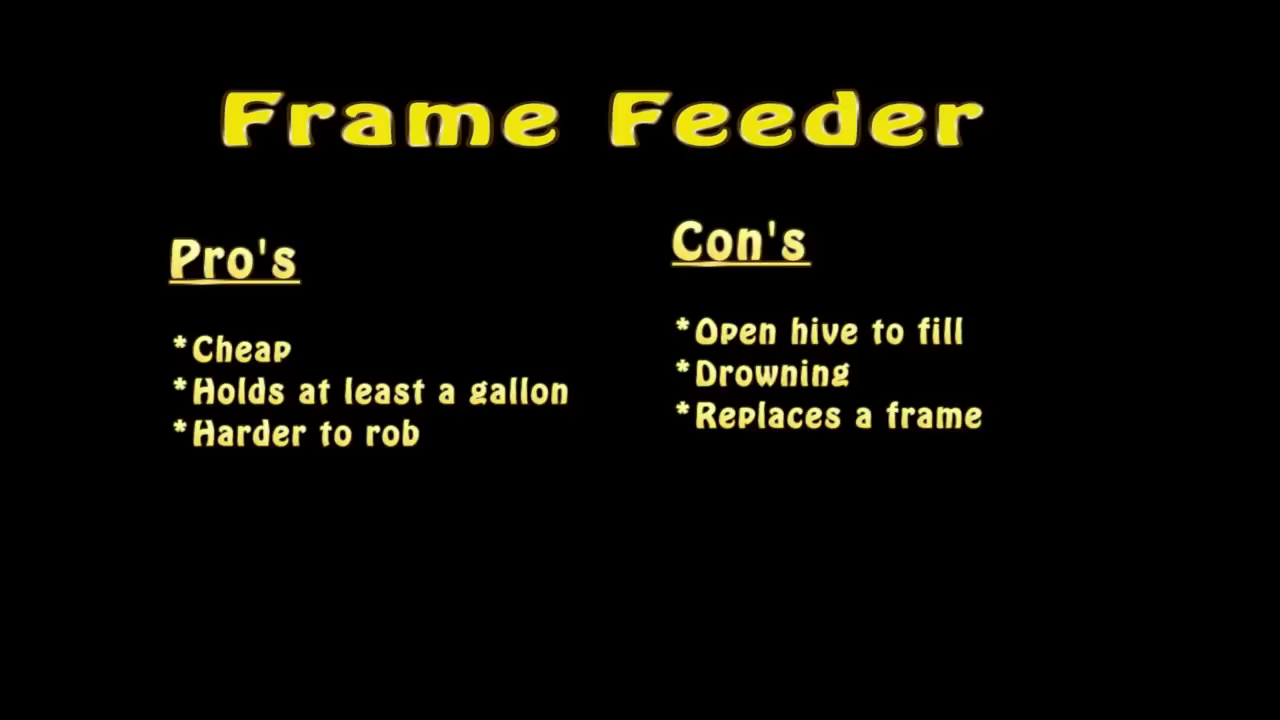 Frame Feeder
Pro's
*Cheap
*Holds at least a gallon
*Harder to rob
Con's
*Open hive to fill
*Drowning
*Replaces a frame